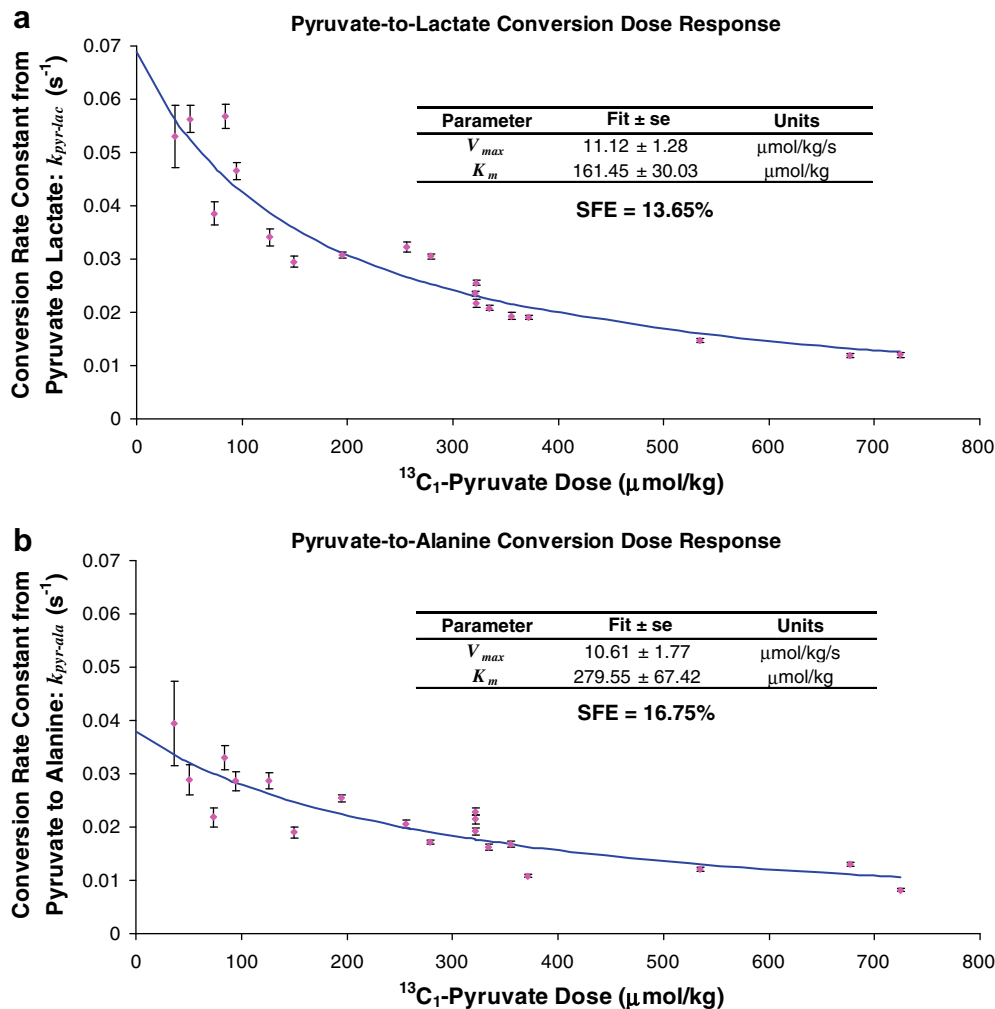 a
Pyruvate-to-Lactate Conversion Dose Response
Conversion Rate Constant from
Pyruvate to Lactate: k_pyr-lac (s⁻¹)
0.07
0.06
0.05
0.04
0.03
0.02
0.01
0
Parameter Fit ± se Units
V_max 11.12 ± 1.28 μmol/kg/s
K_m 161.45 ± 30.03 μmol/kg
SFE = 13.65%
0 100 200 300 400 500 600 700 800
¹³C₁-Pyruvate Dose (μmol/kg)
b
Pyruvate-to-Alanine Conversion Dose Response
Conversion Rate Constant from
Pyruvate to Alanine: k_pyr-ala (s⁻¹)
0.07
0.06
0.05
0.04
0.03
0.02
0.01
0
Parameter Fit ± se Units
V_max 10.61 ± 1.77 μmol/kg/s
K_m 279.55 ± 67.42 μmol/kg
SFE = 16.75%
0 100 200 300 400 500 600 700 800
¹³C₁-Pyruvate Dose (μmol/kg)